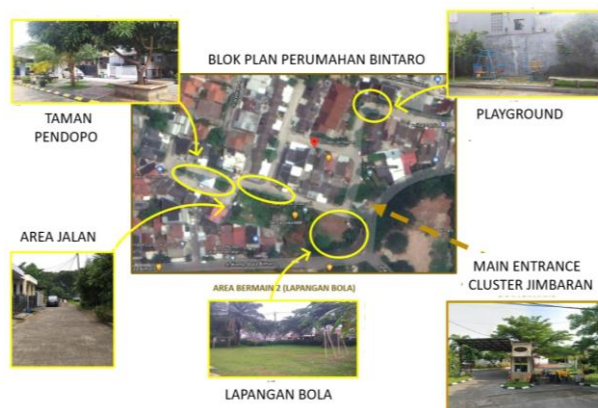 BLOK PLAN PERUMAHAN BINTARO
TAMAN
PENDOPO
PLAYGROUND
AREA JALAN
MAIN ENTRANCE
CLUSTER JIMBARAN
AREA BERMAIN 2 (LAPANGAN BOLA)
LAPANGAN BOLA